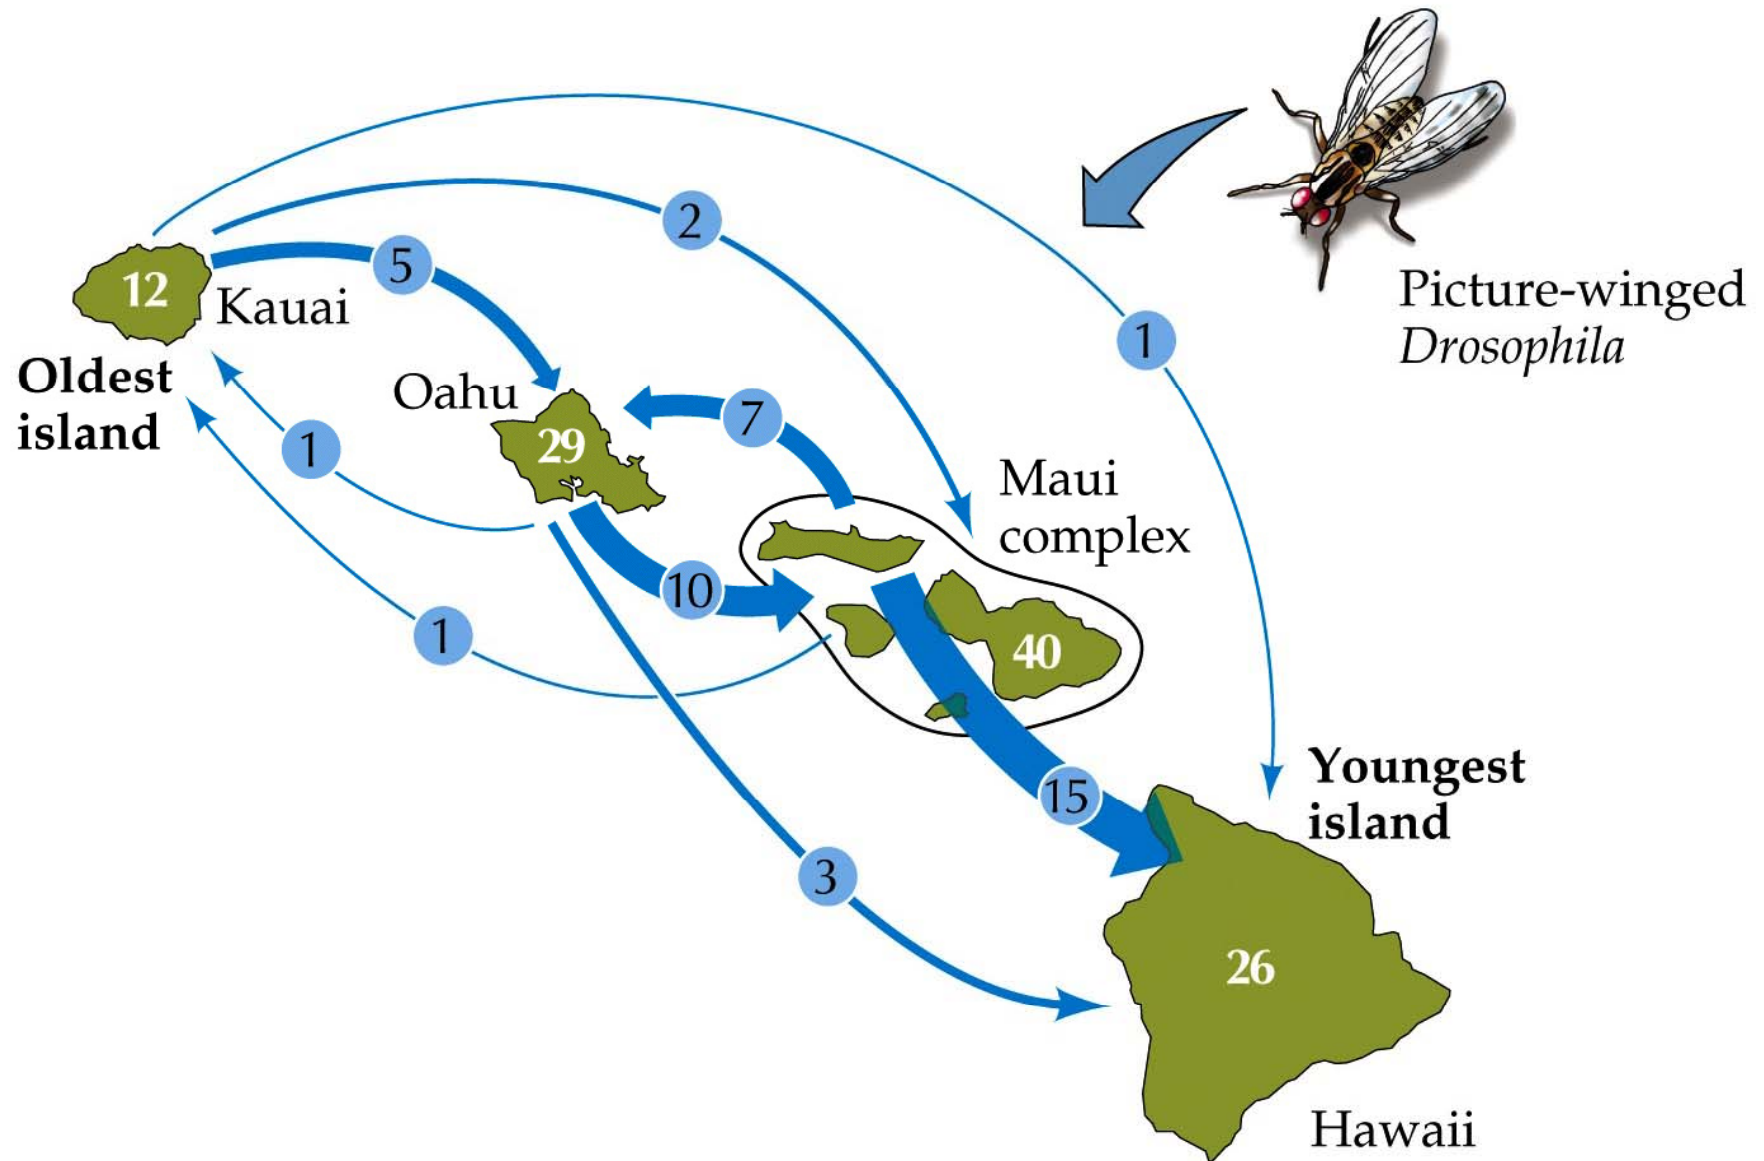 2
5
12
Kauai
1
Picture-winged
Drosophila
Oldest
island
Oahu
7
29
1
Maui
complex
10
1
40
Youngest
island
15
3
26
Hawaii